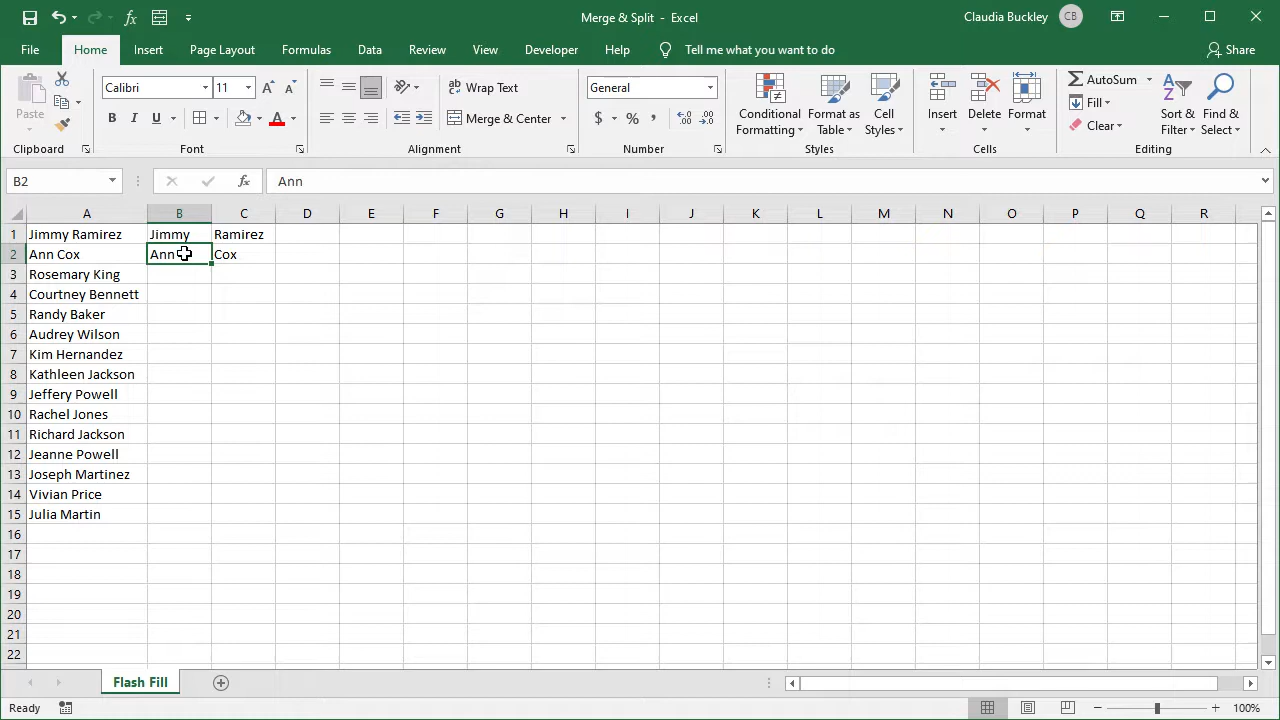 Merge & Split - Excel
Claudia Buckley CB
File Home Insert Page Layout Formulas Data Review View Developer Help Tell me what you want to do Share
Paste
Clipboard
Calibri 11
B I U A
Font
Wrap Text
Merge & Center
Alignment
General
$ % ,
Number
Conditional Formatting
Format as Table
Cell Styles
Styles
Insert Delete Format
Cells
AutoSum
Fill
Clear
Sort & Filter
Find & Select
Editing
B2 fx Ann
A B C D E F G H I J K L M N O P Q R
1 Jimmy Ramirez Jimmy Ramirez
2 Ann Cox Ann Cox
3 Rosemary King
4 Courtney Bennett
5 Randy Baker
6 Audrey Wilson
7 Kim Hernandez
8 Kathleen Jackson
9 Jeffery Powell
10 Rachel Jones
11 Richard Jackson
12 Jeanne Powell
13 Joseph Martinez
14 Vivian Price
15 Julia Martin
16
17
18
19
20
21
22
Flash Fill
Ready 100%